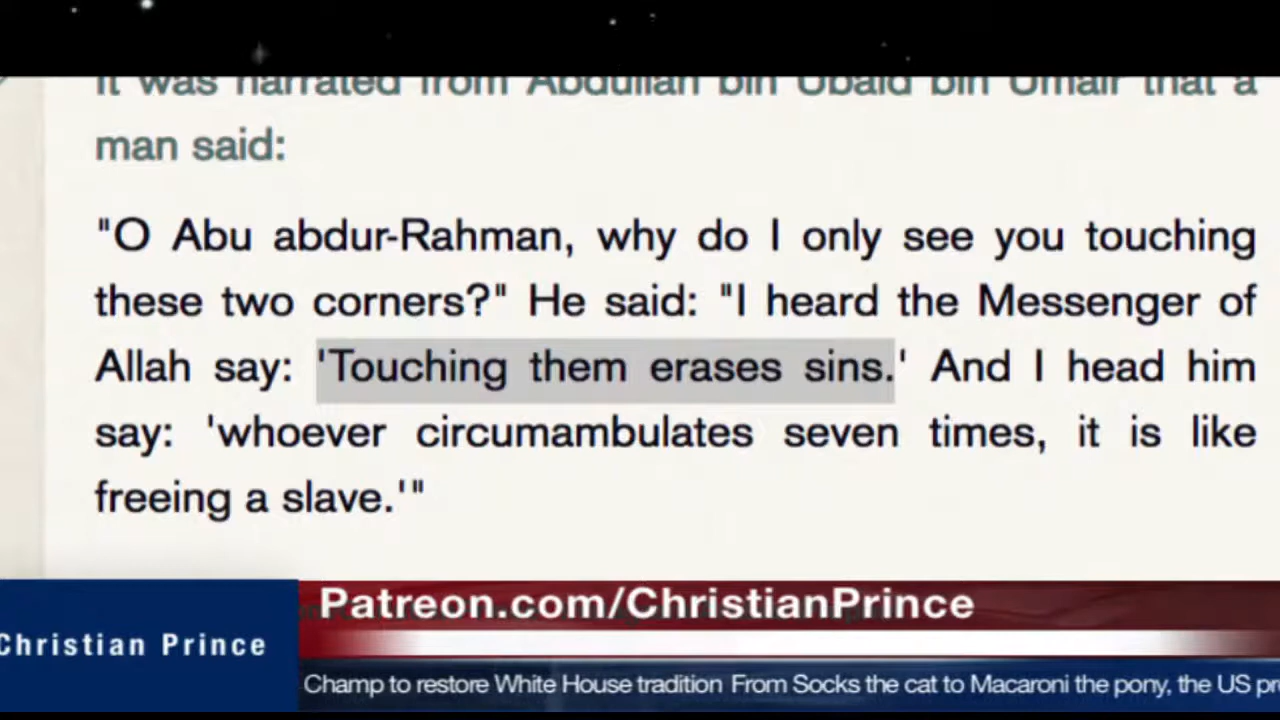 It was narrated from Abdullah bin Ubaid bin Umair that a
man said:
"O Abu abdur-Rahman, why do I only see you touching
these two corners?" He said: "I heard the Messenger of
Allah say: 'Touching them erases sins.' And I head him
say: 'whoever circumambulates seven times, it is like
freeing a slave.'"
Patreon.com/ChristianPrince
Christian Prince
Champ to restore White House tradition From Socks the cat to Macaroni the pony, the US pr